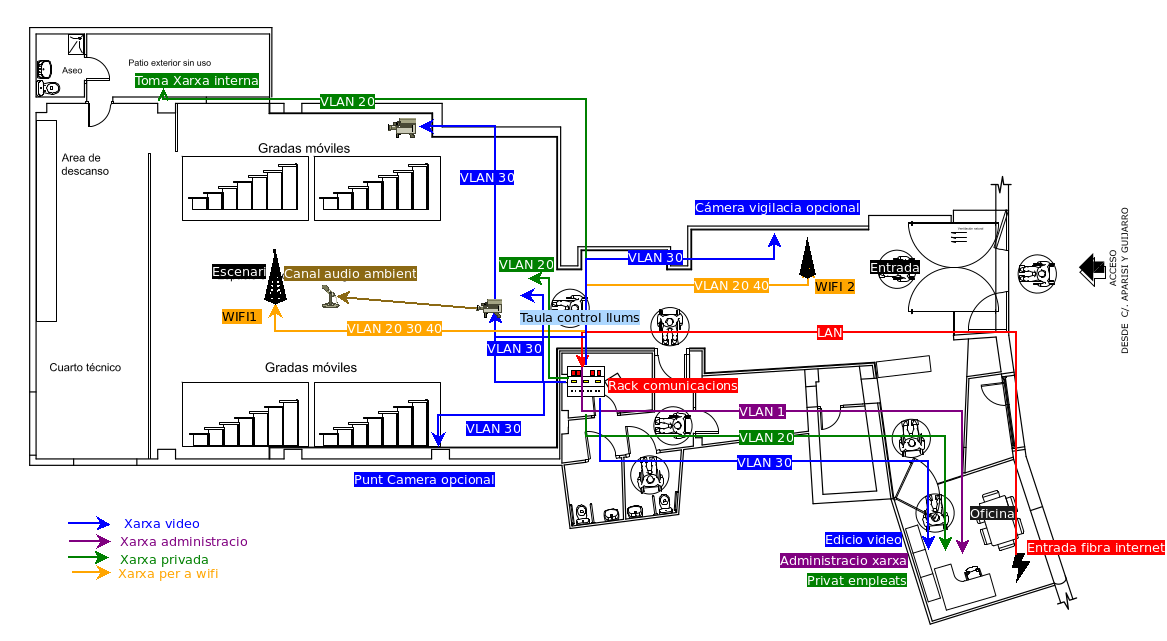 Aseo
Patio exterior sin uso
Toma Xarxa interna
VLAN 20
Gradas móviles
Area de
descanso
VLAN 30
Cámera vigilacia opcional
VLAN 20
VLAN 30
Escenari
Canal audio ambient
VLAN 20 40
WIFI 2
Entrada
ACCESO
DESDE C/. APARISI Y GUIJARRO
WIFI1
VLAN 20 30 40
Taula control llums
LAN
VLAN 30
Cuarto técnico
Gradas móviles
Rack comunicacions
VLAN 1
VLAN 30
VLAN 20
VLAN 30
Punt Camera opcional
Oficina
Xarxa video
Xarxa administracio
Xarxa privada
Xarxa per a wifi
Edicio video
Administracio xarxa
Privat empleats
Entrada fibra internet